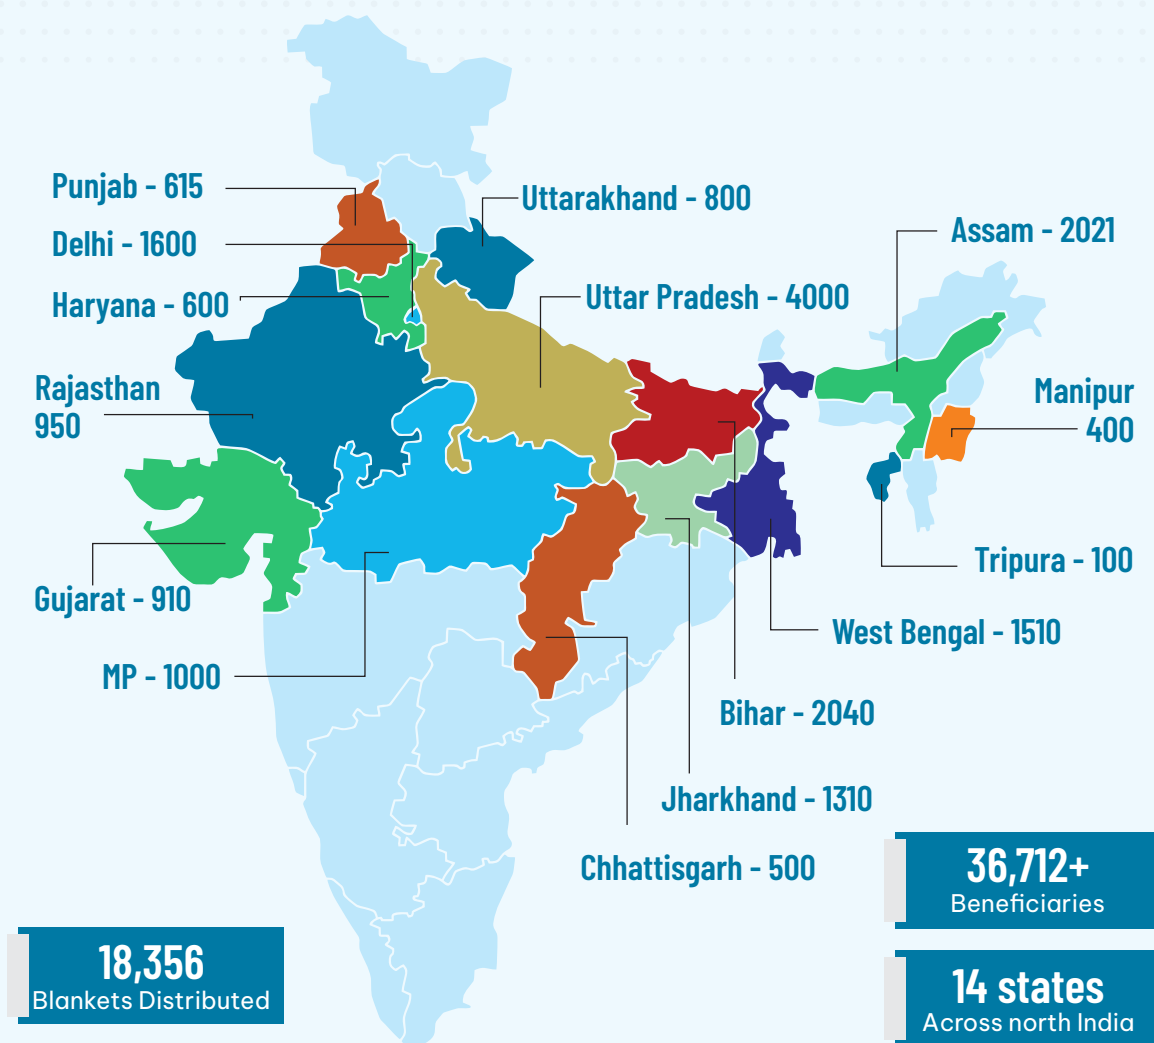 Punjab - 615
Delhi - 1600
Haryana - 600
Rajasthan
950
Gujarat - 910
MP - 1000
Uttarakhand - 800
Uttar Pradesh - 4000
Assam - 2021
Manipur
400
Tripura - 100
West Bengal - 1510
Bihar - 2040
Jharkhand - 1310
Chhattisgarh - 500
18,356
Blankets Distributed
36,712+
Beneficiaries
14 states
Across north India